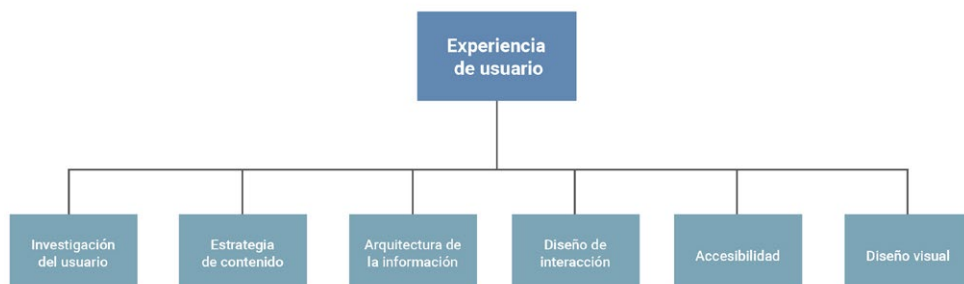 Experiencia
de usuario
Investigación
del usuario
Estrategia
de contenido
Arquitectura de
la información
Diseño de
interacción
Accesibilidad
Diseño visual